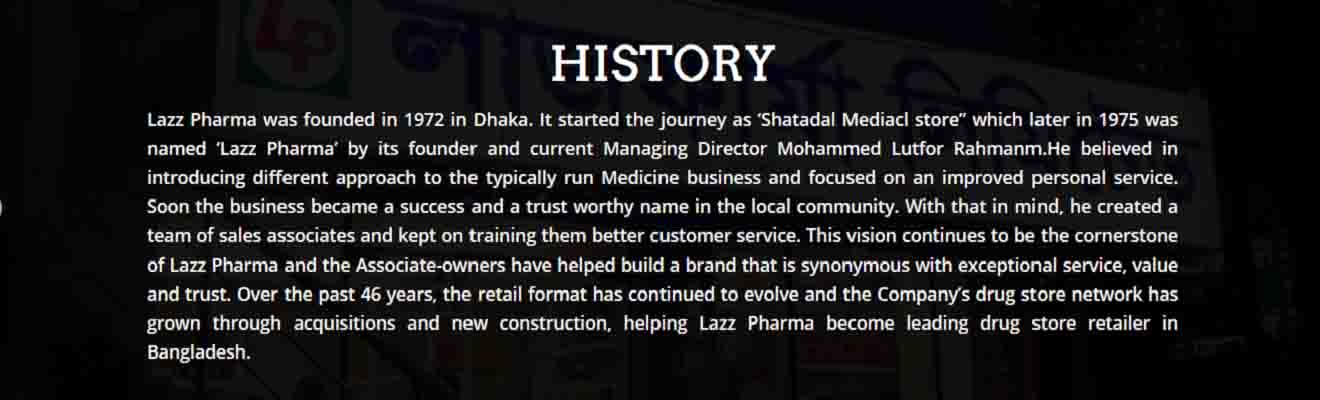 HISTORY
Lazz Pharma was founded in 1972 in Dhaka. It started the journey as ‘Shatadal Mediacl store” which later in 1975 was
named ‘Lazz Pharma’ by its founder and current Managing Director Mohammed Lutfor Rahmanm.He believed in
introducing different approach to the typically run Medicine business and focused on an improved personal service.
Soon the business became a success and a trust worthy name in the local community. With that in mind, he created a
team of sales associates and kept on training them better customer service. This vision continues to be the cornerstone
of Lazz Pharma and the Associate-owners have helped build a brand that is synonymous with exceptional service, value
and trust. Over the past 46 years, the retail format has continued to evolve and the Company’s drug store network has
grown through acquisitions and new construction, helping Lazz Pharma become leading drug store retailer in
Bangladesh.